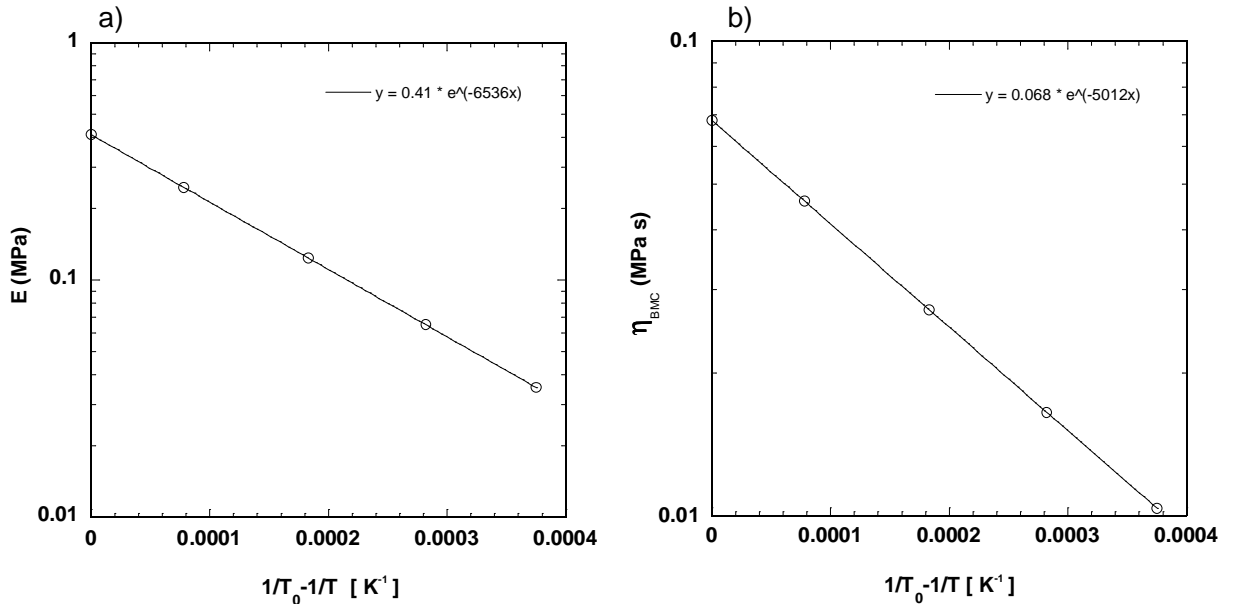 a)
1
y = 0.41 * e^(-6536x)
E (MPa)
0.1
0.01
0 0.0001 0.0002 0.0003 0.0004
1/T₀-1/T [ K⁻¹ ]
b)
0.1
y = 0.068 * e^(-5012x)
η_BMC (MPa s)
0.01
0 0.0001 0.0002 0.0003 0.0004
1/T₀-1/T [ K⁻¹ ]